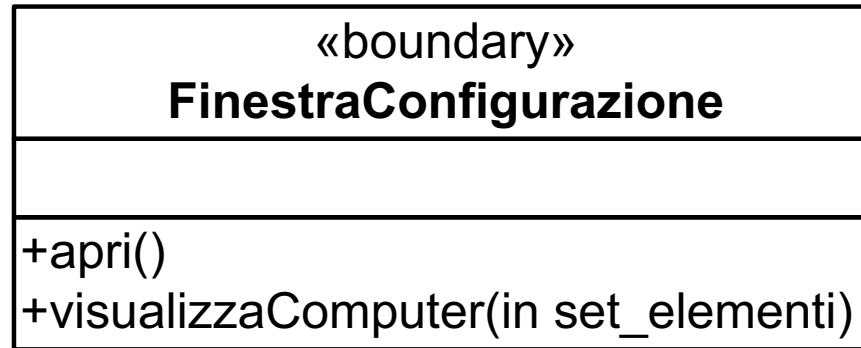 «boundary»
FinestraConfigurazione
+apri()
+visualizzaComputer(in set_elementi)